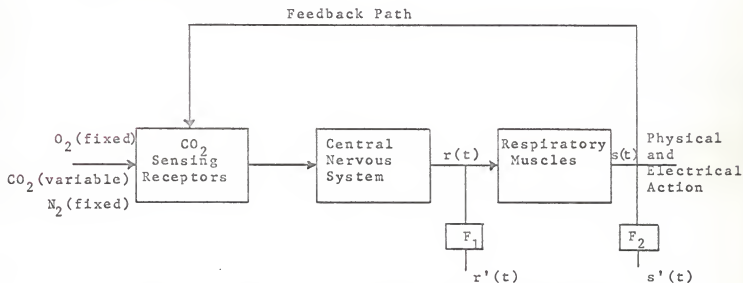 Feedback Path
O2(fixed)
CO2(variable)
N2(fixed)
CO2
Sensing
Receptors
Central
Nervous
System
r(t)
Respiratory
Muscles
s(t)
Physical
and
Electrical
Action
F1
r'(t)
F2
s'(t)